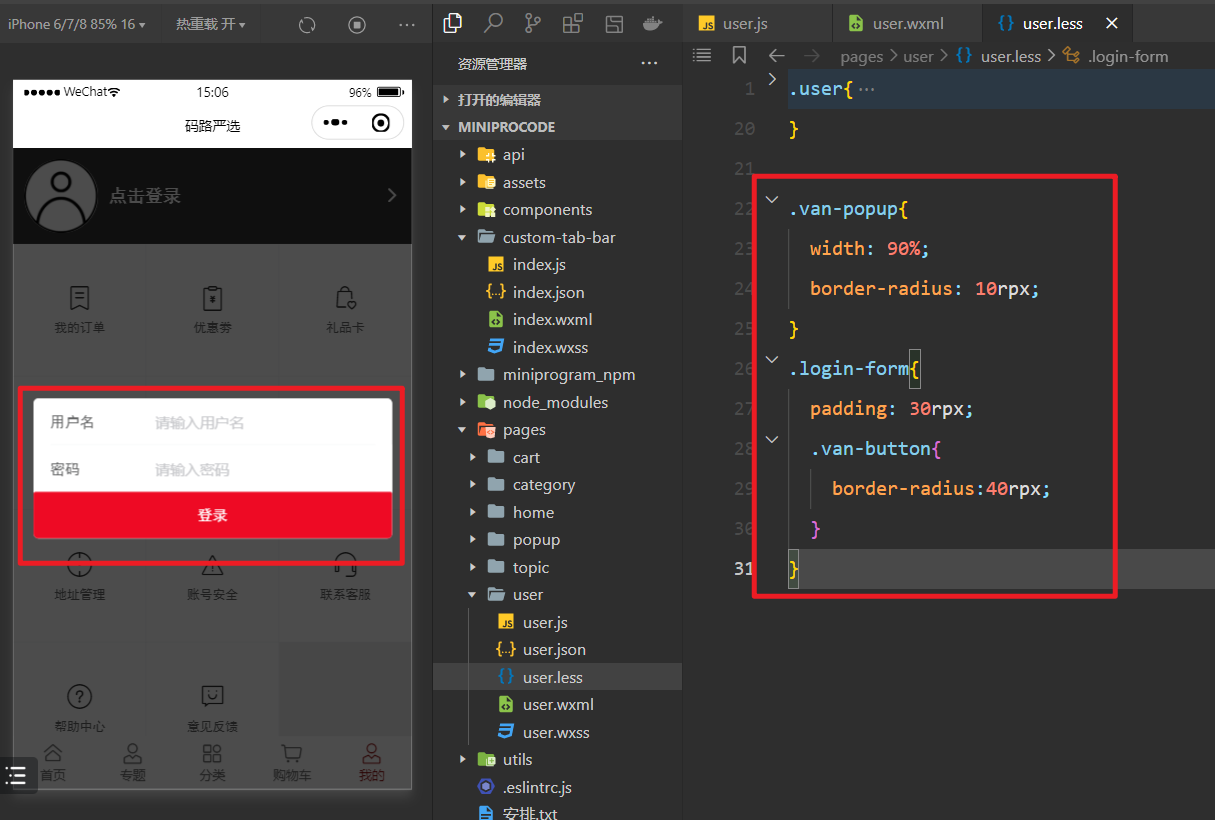 iPhone 6/7/8 85% 16
热重载 开
WeChat
15:06
96%
码路严选
点击登录
我的订单
优惠劵
礼品卡
用户名
请输入用户名
密码
请输入密码
登录
地址管理
账号安全
联系客服
帮助中心
意见反馈
首页
专题
分类
购物车
我的
资源管理器
打开的编辑器
MINIPROCODE
api
assets
components
custom-tab-bar
index.js
index.json
index.wxml
index.wxss
miniprogram_npm
node_modules
pages
cart
category
home
popup
topic
user
user.js
user.json
user.less
user.wxml
user.wxss
utils
.eslintrc.js
安排.txt
user.js
user.wxml
user.less
pages > user > user.less > .login-form
1 .user{ ···
20 }
21
22 .van-popup{
23 width: 90%;
24 border-radius: 10rpx;
25 }
26 .login-form{
27 padding: 30rpx;
28 .van-button{
29 border-radius:40rpx;
30 }
31 }